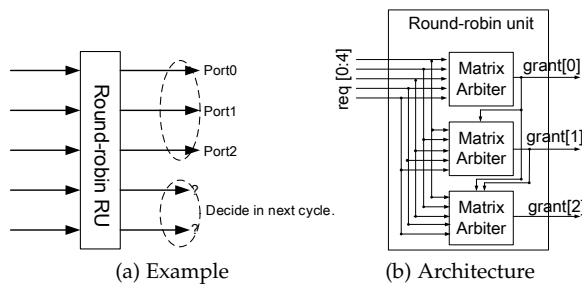 Round-robin RU
Port0
Port1
Port2
?
Decide in next cycle.
?
(a) Example
Round-robin unit
req [0:4]
Matrix
Arbiter
grant[0]
Matrix
Arbiter
grant[1]
Matrix
Arbiter
grant[2]
(b) Architecture